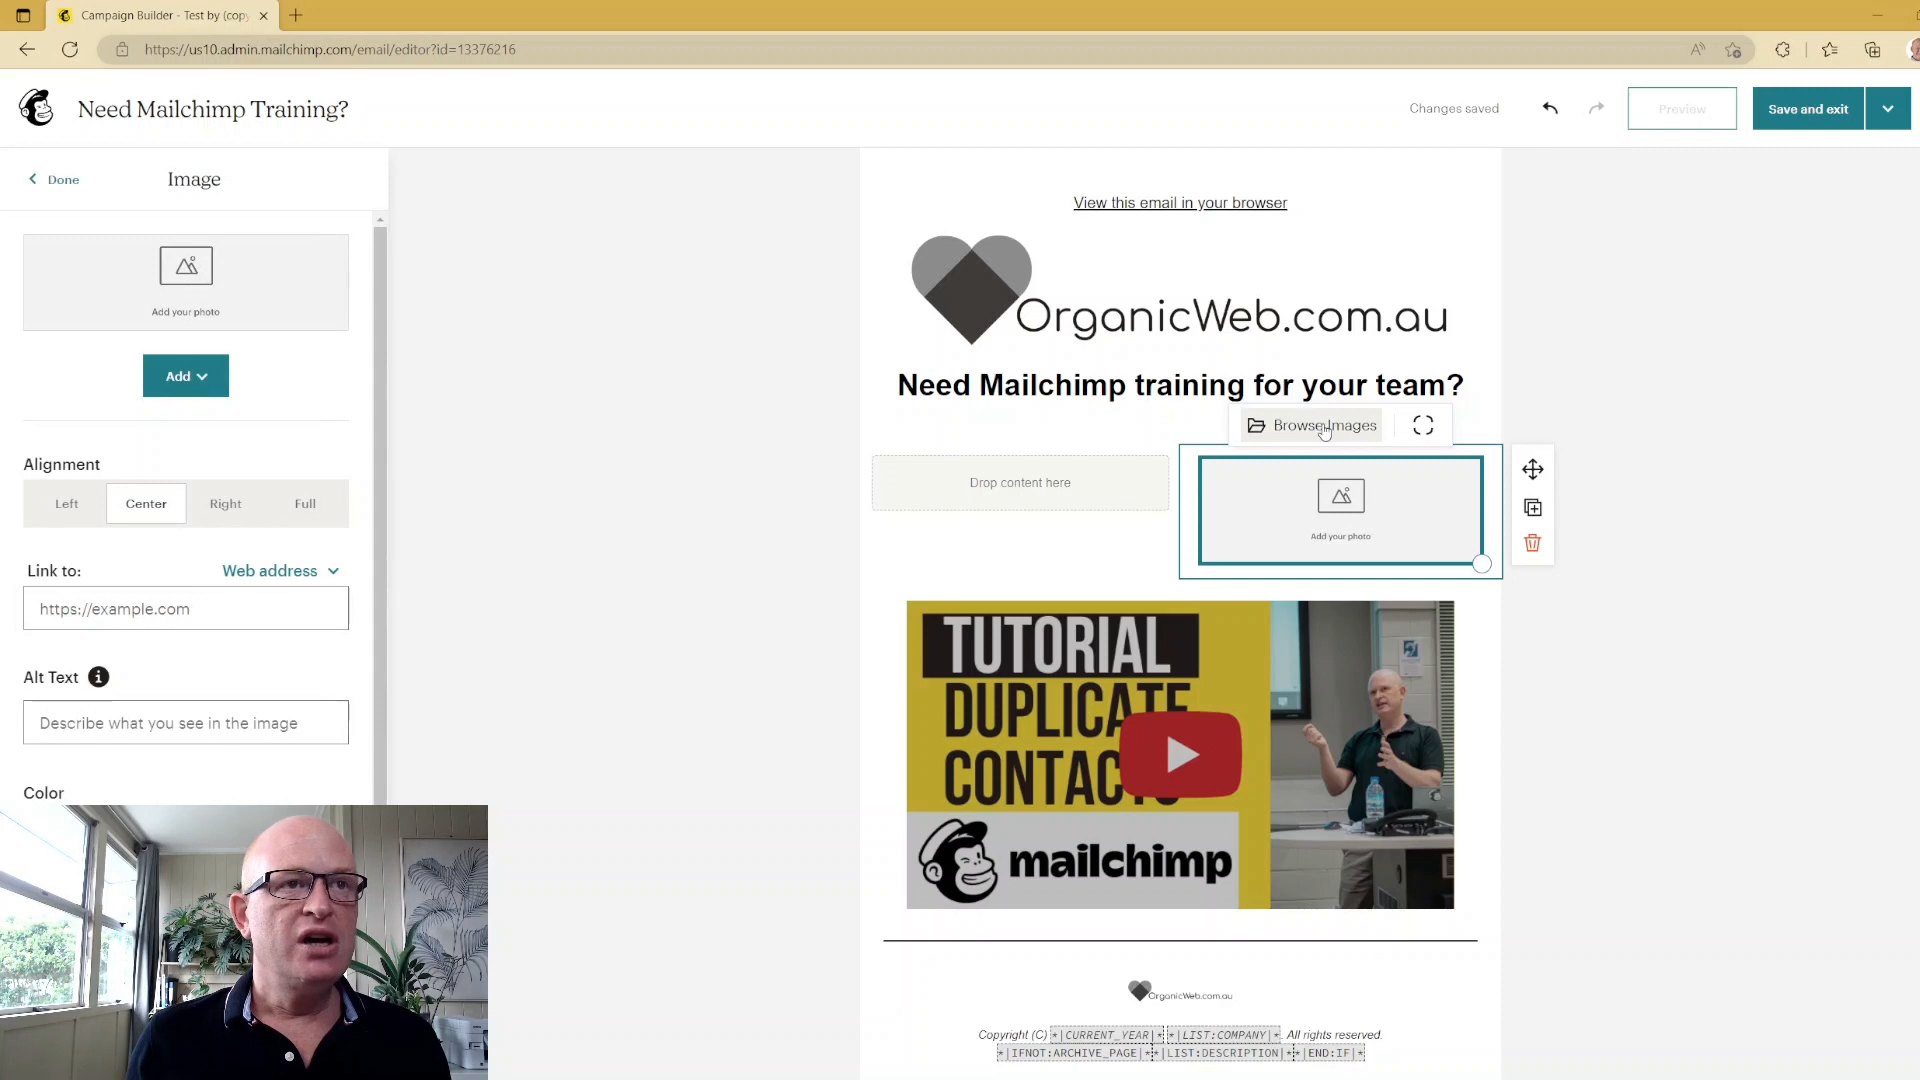 Campaign Builder - Test by (copy
https://us10.admin.mailchimp.com/email/editor?id=13376216
Need Mailchimp Training?
Changes saved
Preview
Save and exit
Done
Image
Add your photo
Add
Alignment
Left
Center
Right
Full
Link to:
Web address
https://example.com
Alt Text
Describe what you see in the image
Color
View this email in your browser
OrganicWeb.com.au
Need Mailchimp training for your team?
Browse Images
Drop content here
Add your photo
TUTORIAL
DUPLICATE
CONTACTS
mailchimp
OrganicWeb.com.au
Copyright (C) *|CURRENT_YEAR|* *|LIST:COMPANY|*. All rights reserved.
*|IFNOT:ARCHIVE_PAGE|* *|LIST:DESCRIPTION|* *|END:IF|*